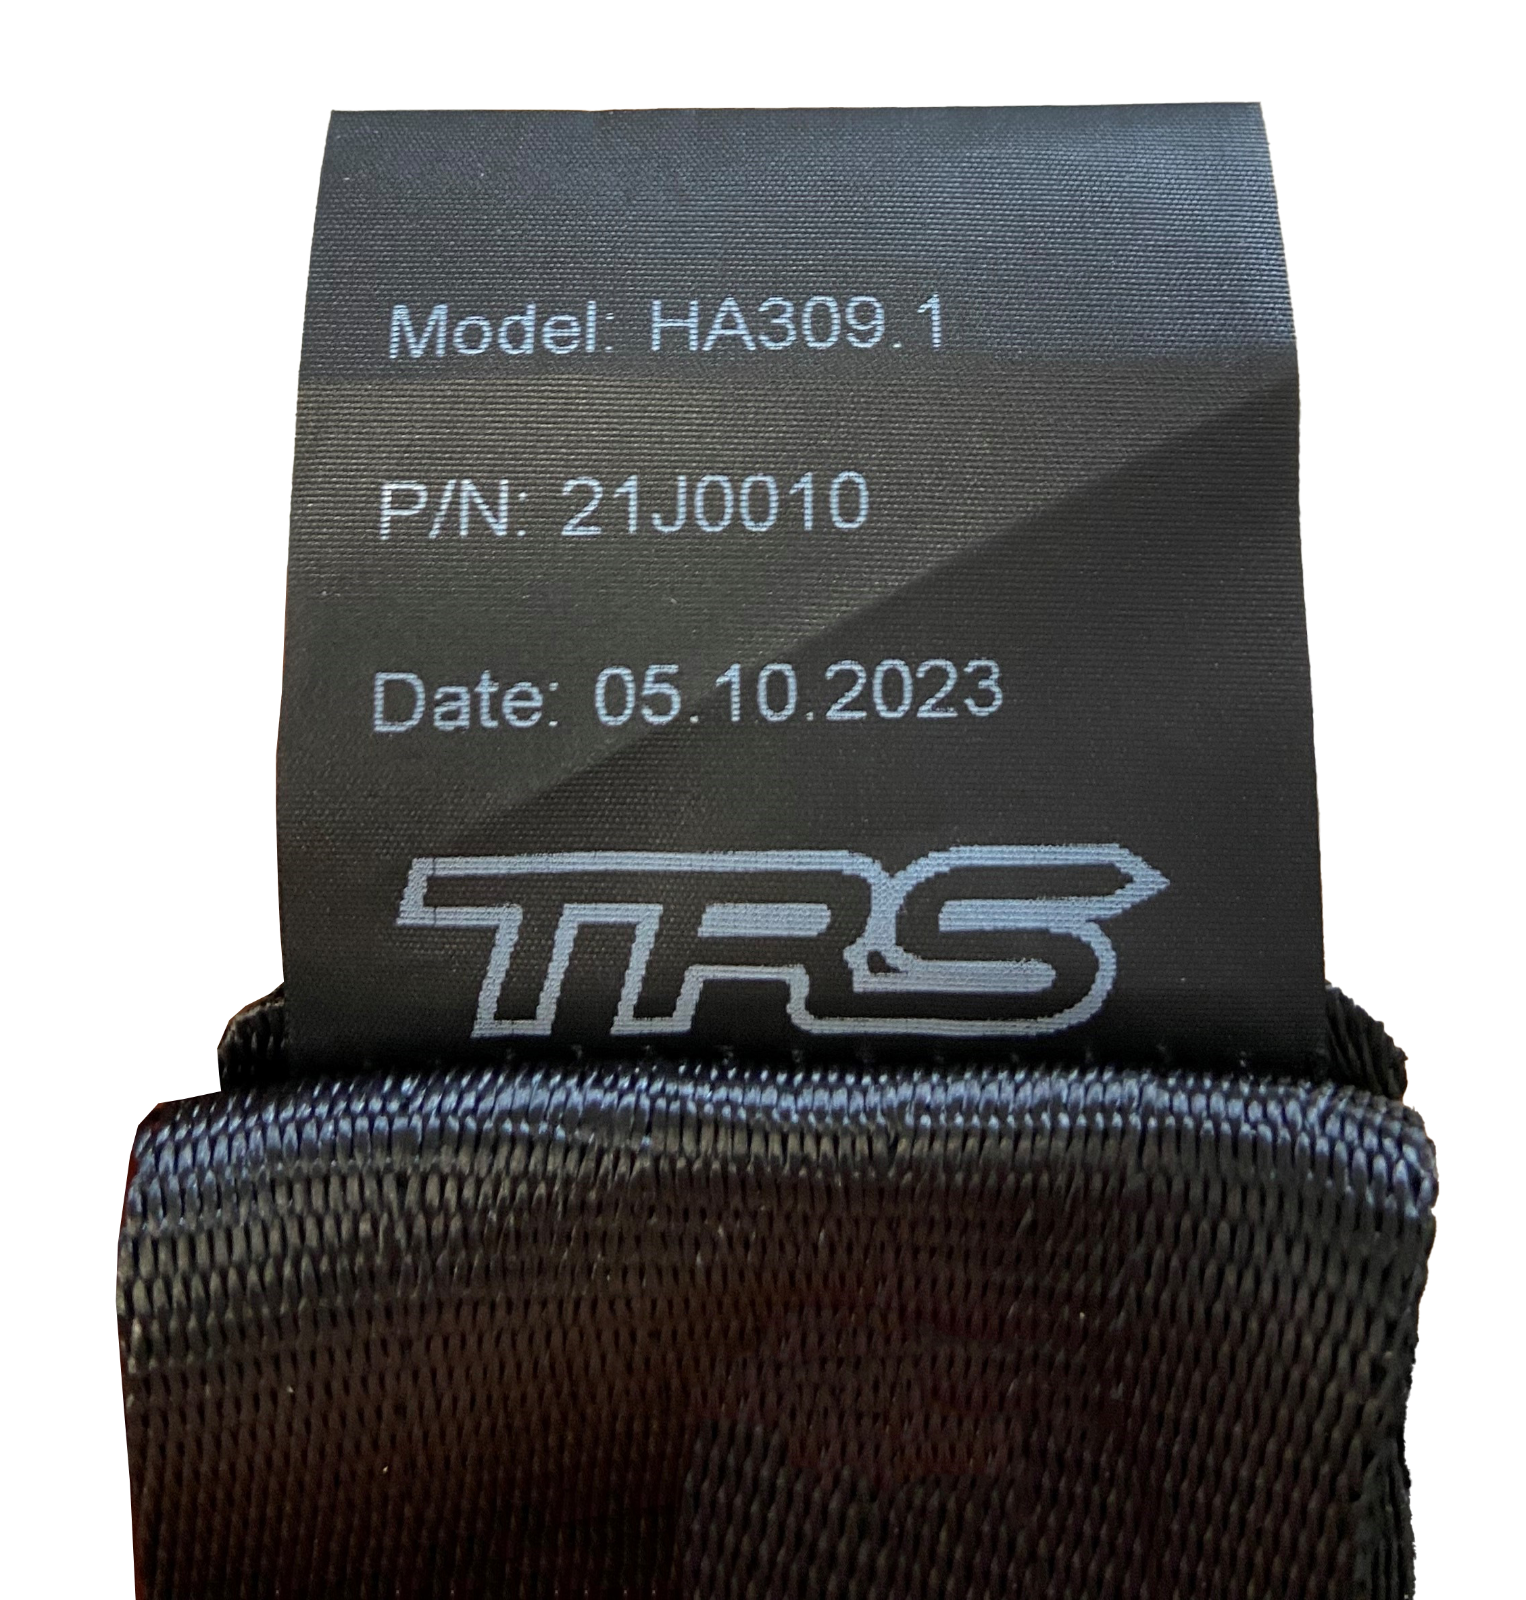 Model: HA309.1
P/N: 21J0010
Date: 05.10.2023
TRS